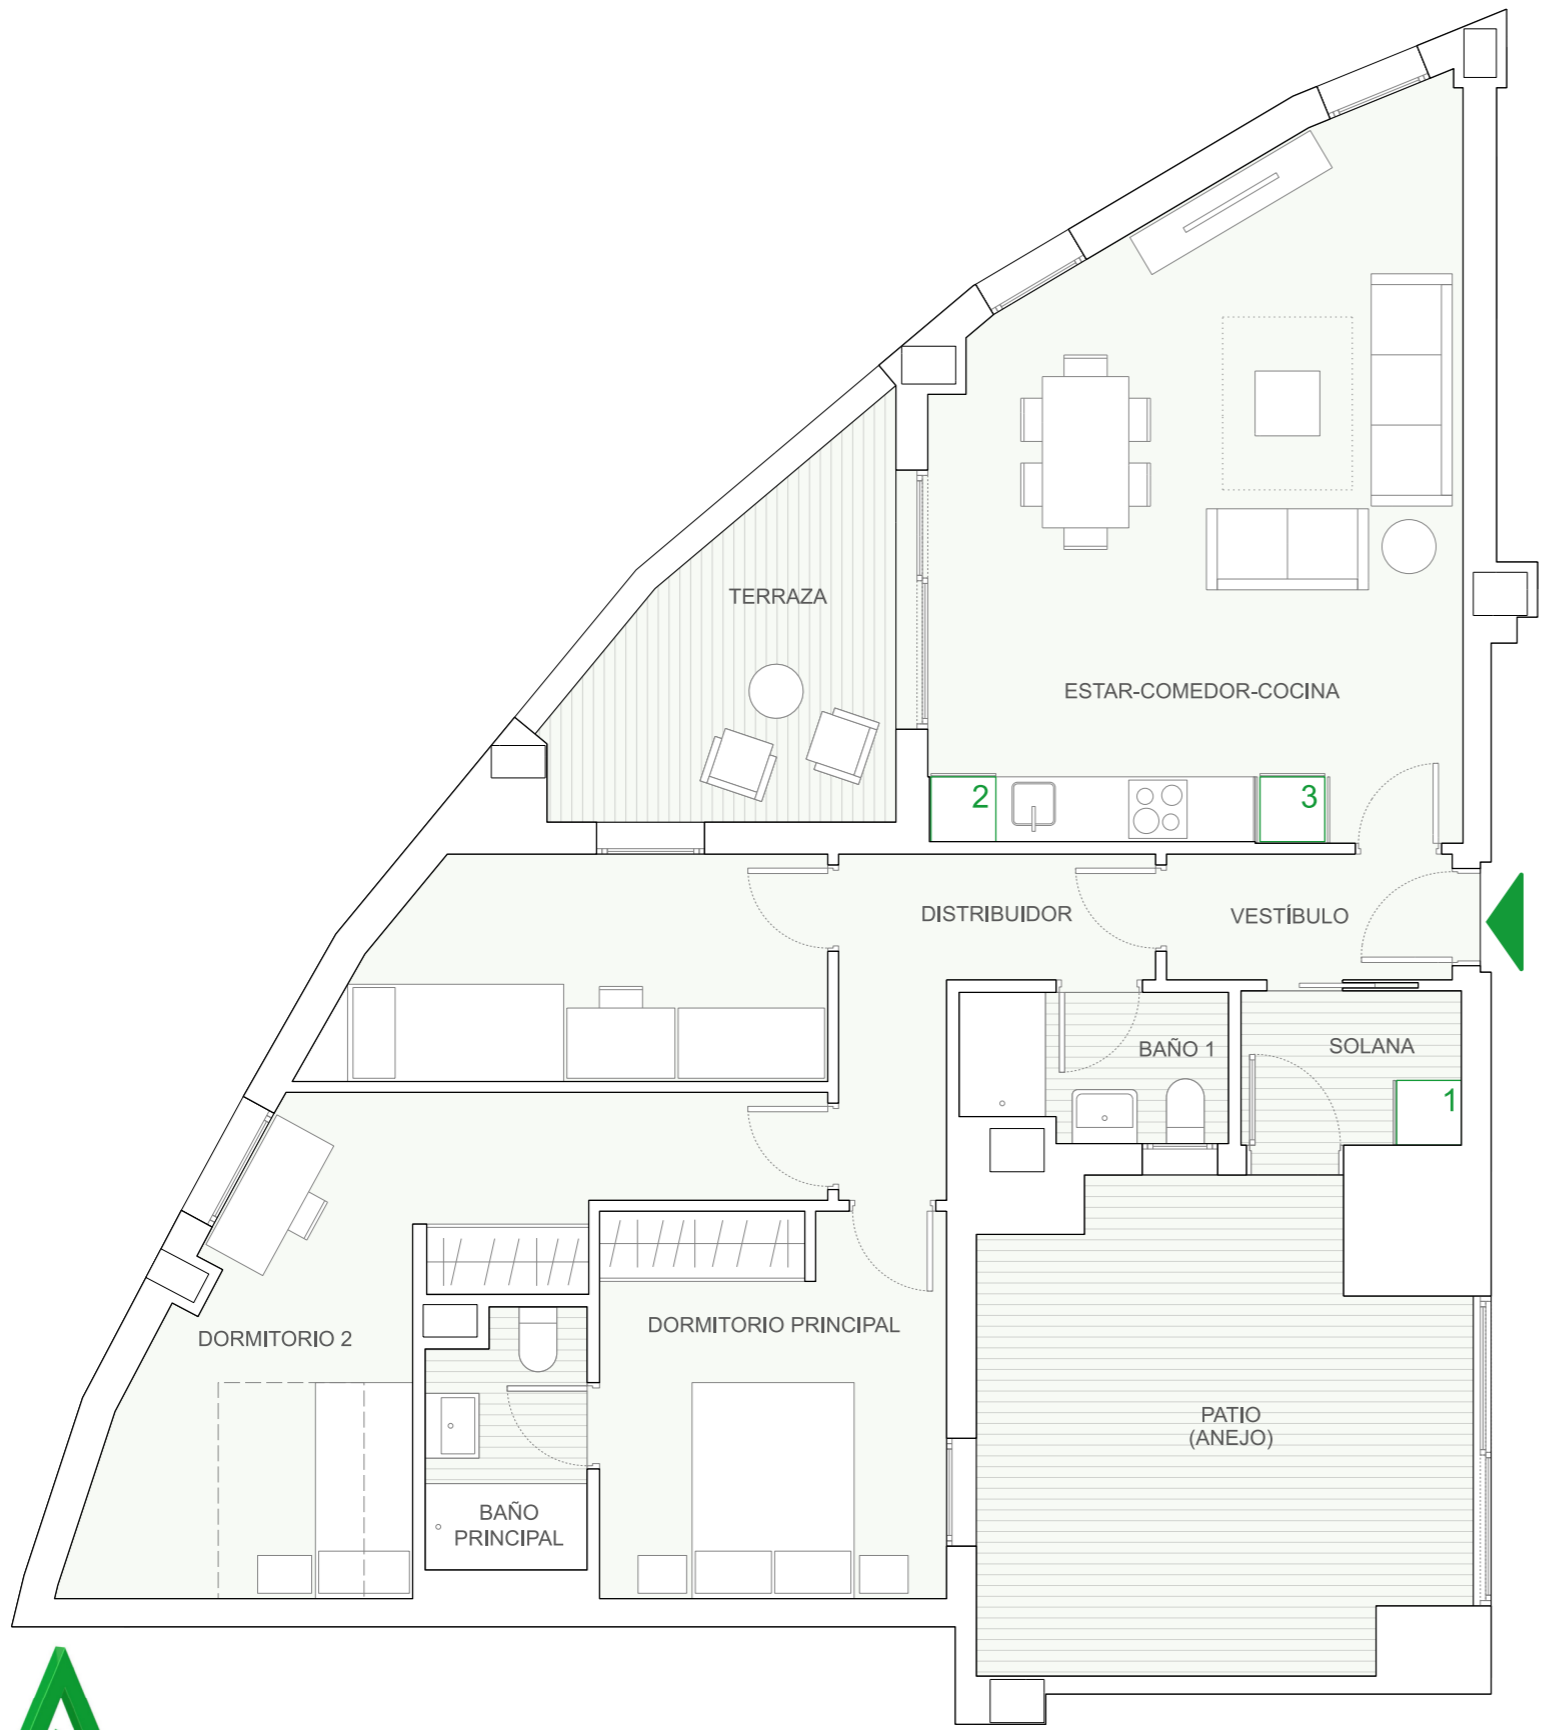 TERRAZA
ESTAR-COMEDOR-COCINA
2
3
DISTRIBUIDOR
VESTÍBULO
BAÑO 1
SOLANA
1
DORMITORIO 2
DORMITORIO PRINCIPAL
PATIO
(ANEJO)
BAÑO
PRINCIPAL